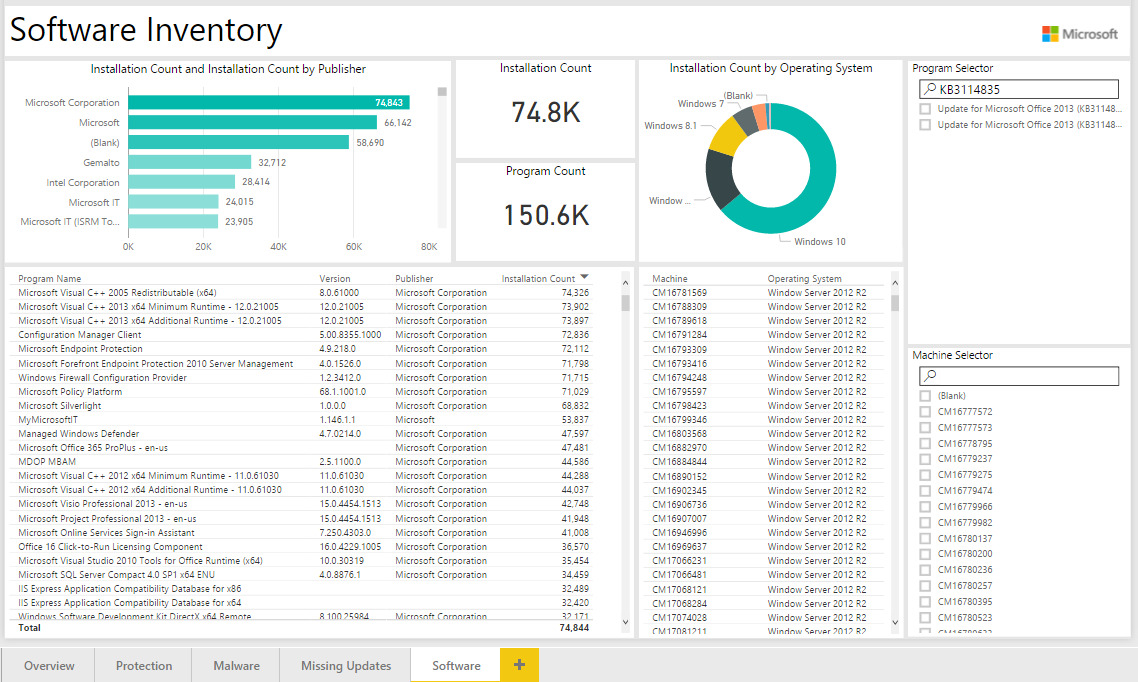 Software Inventory
Microsoft
Installation Count and Installation Count by Publisher
Microsoft Corporation 74,843
Microsoft 66,142
(Blank) 58,690
Gemalto 32,712
Intel Corporation 28,414
Microsoft IT 24,015
Microsoft IT (ISRM To... 23,905
0K 20K 40K 60K 80K
Installation Count
74.8K
Program Count
150.6K
Installation Count by Operating System
(Blank)
Windows 7
Windows 8.1
Window ...
Windows 10
Program Selector
KB3114835
Update for Microsoft Office 2013 (KB31148...
Update for Microsoft Office 2013 (KB31148...
Program Name Version Publisher Installation Count
Microsoft Visual C++ 2005 Redistributable (x64) 8.0.61000 Microsoft Corporation 74,326
Microsoft Visual C++ 2013 x64 Minimum Runtime - 12.0.21005 12.0.21005 Microsoft Corporation 73,902
Microsoft Visual C++ 2013 x64 Additional Runtime - 12.0.21005 12.0.21005 Microsoft Corporation 73,897
Configuration Manager Client 5.00.8355.1000 Microsoft Corporation 72,836
Microsoft Endpoint Protection 4.9.218.0 Microsoft Corporation 72,112
Microsoft Forefront Endpoint Protection 2010 Server Management 4.0.1526.0 Microsoft Corporation 71,798
Windows Firewall Configuration Provider 1.2.3412.0 Microsoft Corporation 71,715
Microsoft Policy Platform 68.1.1001.0 Microsoft Corporation 71,029
Microsoft Silverlight 1.0.0.0 Microsoft Corporation 68,832
MyMicrosoftIT 1.146.1.1 Microsoft 53,837
Managed Windows Defender 4.7.0214.0 Microsoft Corporation 47,597
Microsoft Office 365 ProPlus - en-us Microsoft Corporation 47,481
MDOP MBAM 2.5.1100.0 Microsoft Corporation 44,586
Microsoft Visual C++ 2012 x64 Minimum Runtime - 11.0.61030 11.0.61030 Microsoft Corporation 44,288
Microsoft Visual C++ 2012 x64 Additional Runtime - 11.0.61030 11.0.61030 Microsoft Corporation 44,037
Microsoft Visio Professional 2013 - en-us 15.0.4454.1513 Microsoft Corporation 42,748
Microsoft Project Professional 2013 - en-us 15.0.4454.1513 Microsoft Corporation 41,948
Microsoft Online Services Sign-in Assistant 7.250.4303.0 Microsoft Corporation 41,008
Office 16 Click-to-Run Licensing Component 16.0.4229.1005 Microsoft Corporation 36,570
Microsoft Visual Studio 2010 Tools for Office Runtime (x64) 10.0.30319 Microsoft Corporation 35,454
Microsoft SQL Server Compact 4.0 SP1 x64 ENU 4.0.8876.1 Microsoft Corporation 34,459
IIS Express Application Compatibility Database for x86 32,489
IIS Express Application Compatibility Database for x64 32,420
Windows Software Development Kit DirectX x64 Remote 8.100.25984 Microsoft Corporation 32,171
Total 74,844
Machine Operating System
CM16781569 Window Server 2012 R2
CM16788309 Window Server 2012 R2
CM16789618 Window Server 2012 R2
CM16791284 Window Server 2012 R2
CM16793309 Window Server 2012 R2
CM16793416 Window Server 2012 R2
CM16794248 Window Server 2012 R2
CM16795597 Window Server 2012 R2
CM16798423 Window Server 2012 R2
CM16799346 Window Server 2012 R2
CM16803568 Window Server 2012 R2
CM16882970 Window Server 2012 R2
CM16884844 Window Server 2012 R2
CM16890152 Window Server 2012 R2
CM16902345 Window Server 2012 R2
CM16906736 Window Server 2012 R2
CM16907007 Window Server 2012 R2
CM16946996 Window Server 2012 R2
CM16969637 Window Server 2012 R2
CM17066231 Window Server 2012 R2
CM17066481 Window Server 2012 R2
CM17068121 Window Server 2012 R2
CM17068284 Window Server 2012 R2
CM17074028 Window Server 2012 R2
CM17081211 Window Server 2012 R2
Machine Selector
(Blank)
CM16777572
CM16777573
CM16778795
CM16779237
CM16779275
CM16779474
CM16779966
CM16779982
CM16780137
CM16780200
CM16780236
CM16780257
CM16780395
CM16780523
Overview Protection Malware Missing Updates Software +